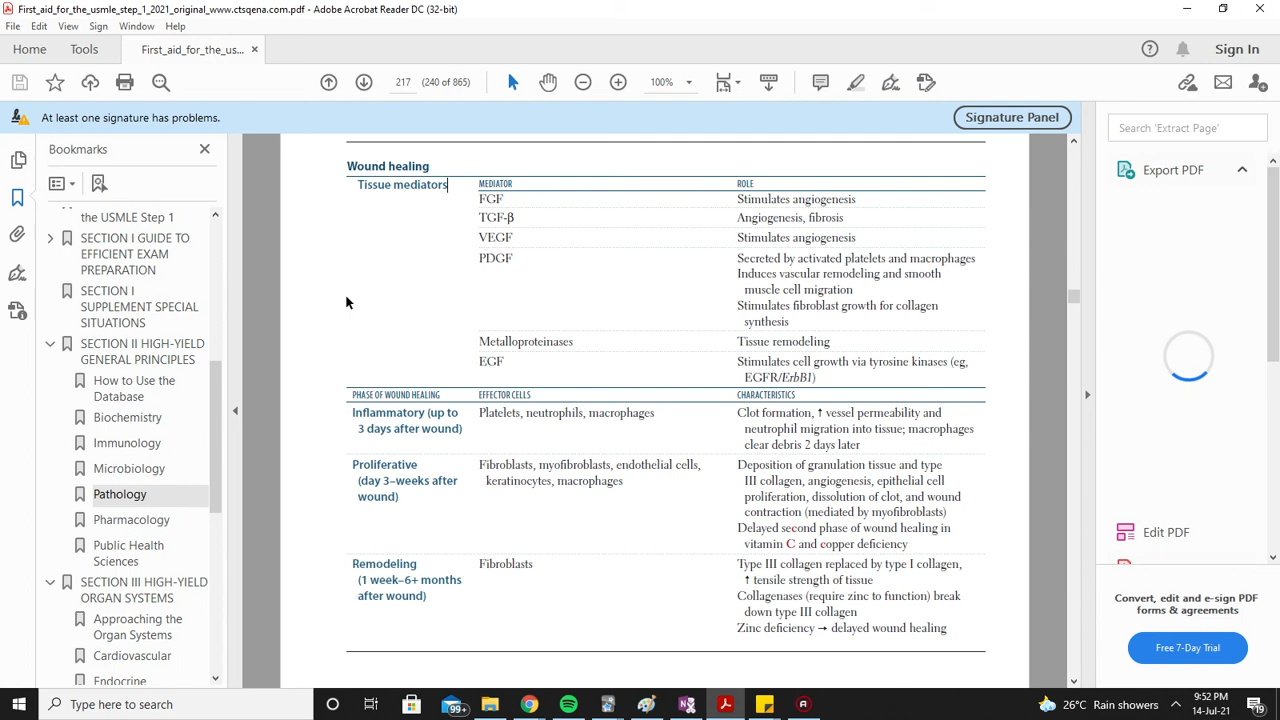 First_aid_for_the_usmle_step_1_2021_original_www.ctsqena.com.pdf - Adobe Acrobat Reader DC (32-bit)
File Edit View Sign Window Help
Home Tools First_aid_for_the_us... × Sign In
217 (240 of 865) 100%
At least one signature has problems. Signature Panel
Bookmarks
the USMLE Step 1
SECTION I GUIDE TO
EFFICIENT EXAM
PREPARATION
SECTION I
SUPPLEMENT SPECIAL
SITUATIONS
SECTION II HIGH-YIELD
GENERAL PRINCIPLES
How to Use the
Database
Biochemistry
Immunology
Microbiology
Pathology
Pharmacology
Public Health
Sciences
SECTION III HIGH-YIELD
ORGAN SYSTEMS
Approaching the
Organ Systems
Cardiovascular
Endocrine
Wound healing
Tissue mediators MEDIATOR ROLE
FGF Stimulates angiogenesis
TGF-β Angiogenesis, fibrosis
VEGF Stimulates angiogenesis
PDGF Secreted by activated platelets and macrophages
Induces vascular remodeling and smooth
muscle cell migration
Stimulates fibroblast growth for collagen
synthesis
Metalloproteinases Tissue remodeling
EGF Stimulates cell growth via tyrosine kinases (eg,
EGFR/ErbB1)
PHASE OF WOUND HEALING EFFECTOR CELLS CHARACTERISTICS
Inflammatory (up to Platelets, neutrophils, macrophages Clot formation, ↑ vessel permeability and
3 days after wound) neutrophil migration into tissue; macrophages
clear debris 2 days later
Proliferative Fibroblasts, myofibroblasts, endothelial cells, Deposition of granulation tissue and type
(day 3–weeks after keratinocytes, macrophages III collagen, angiogenesis, epithelial cell
wound) proliferation, dissolution of clot, and wound
contraction (mediated by myofibroblasts)
Delayed second phase of wound healing in
vitamin C and copper deficiency
Remodeling Fibroblasts Type III collagen replaced by type I collagen,
(1 week–6+ months ↑ tensile strength of tissue
after wound) Collagenases (require zinc to function) break
down type III collagen
Zinc deficiency → delayed wound healing
Search 'Extract Page'
Export PDF
Edit PDF
Convert, edit and e-sign PDF
forms & agreements
Free 7-Day Trial
Type here to search
99+
26°C Rain showers
9:52 PM
14-Jul-21
19